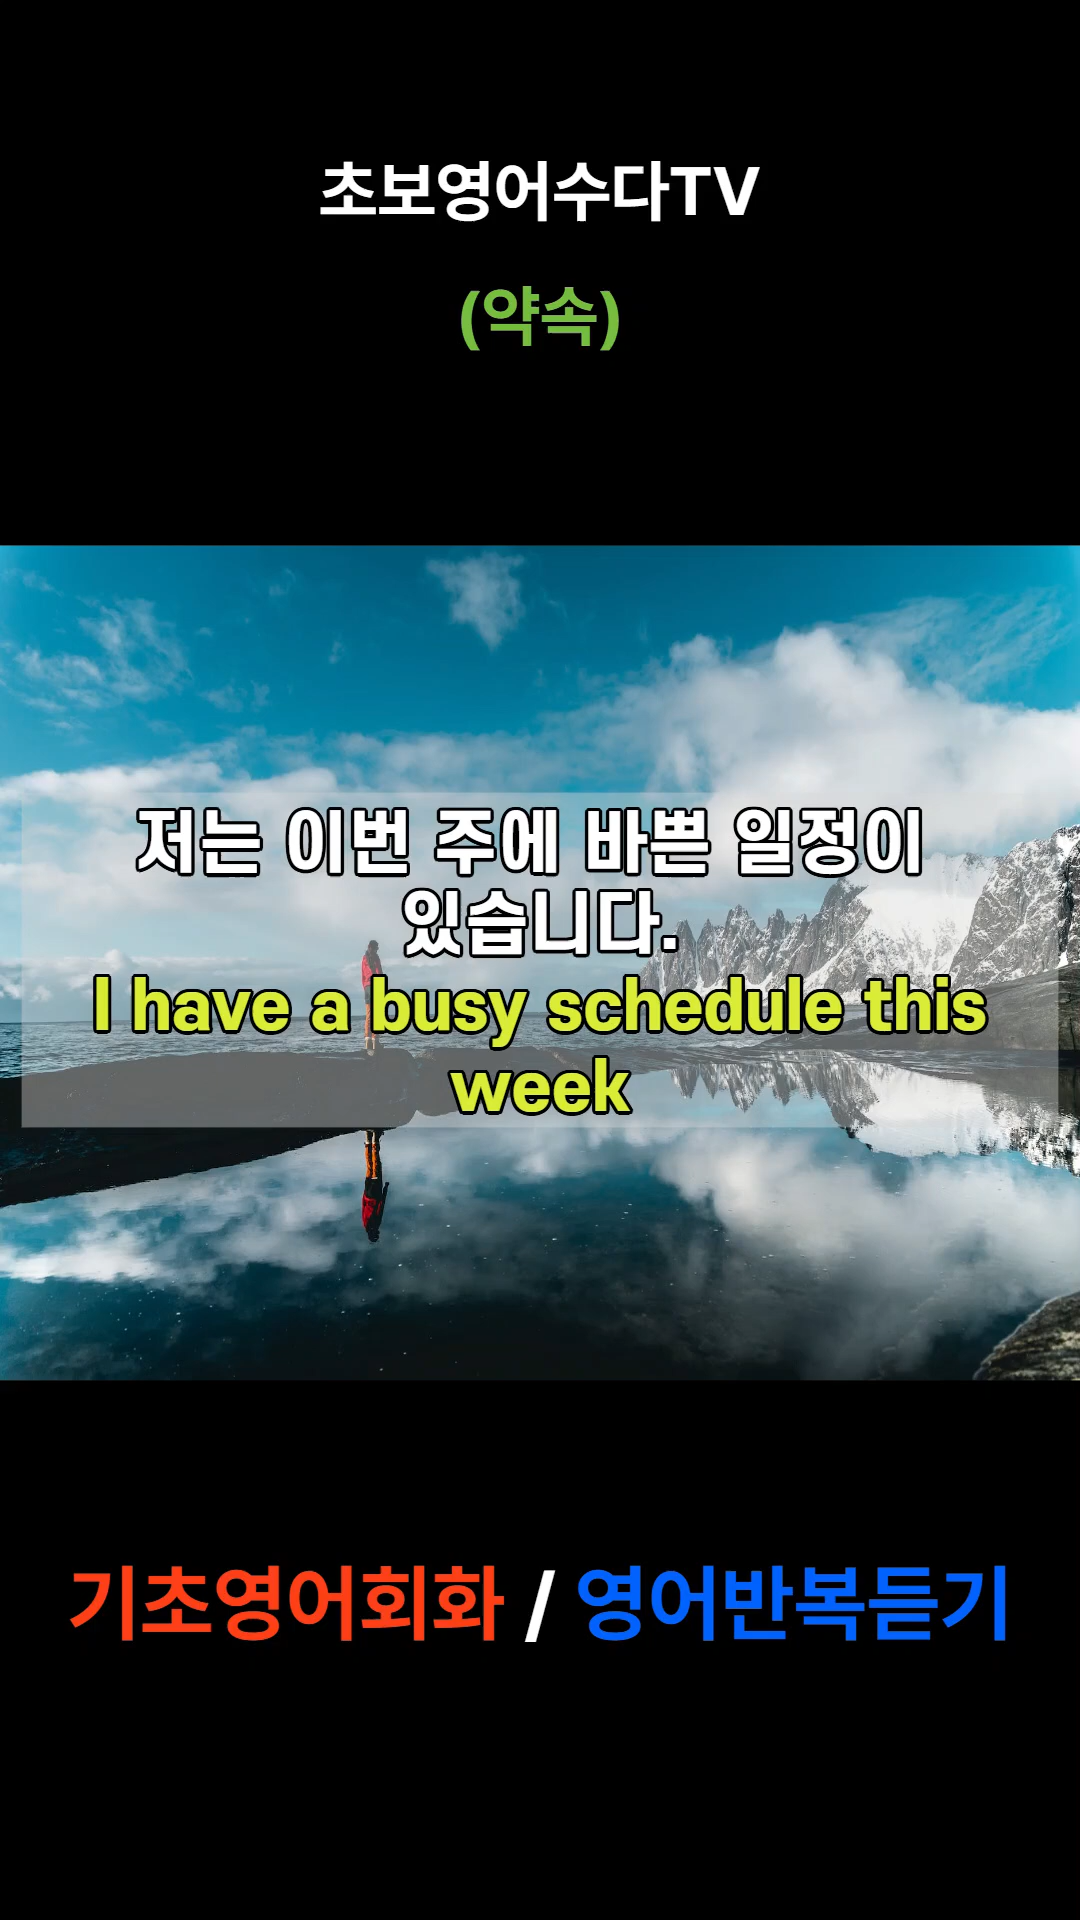 초보영어수다TV
(약속)
저는 이번 주에 바쁜 일정이
있습니다.
I have a busy schedule this
week
기초영어회화 / 영어반복듣기